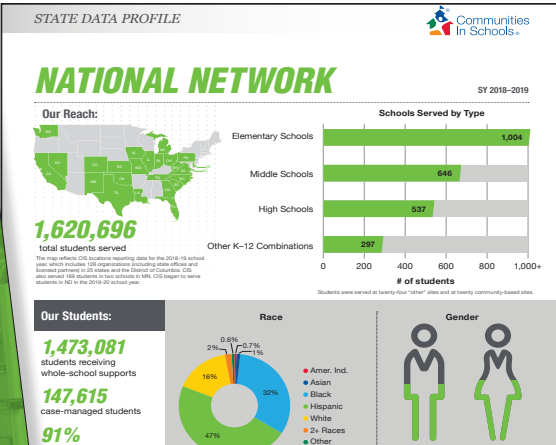 STATE DATA PROFILE
Communities
In Schools
NATIONAL NETWORK
SY 2018–2019
Our Reach:
1,620,696
total students served
The map reflects CIS locations reporting data for the 2018-19 school
year, which includes 128 organizations (including state offices and
licensed partners) in 25 states and the District of Columbia. CIS
also served 169 students in two schools in MN. CIS began to serve
students in ND in the 2019-20 school year.
Schools Served by Type
Elementary Schools
1,004
Middle Schools
646
High Schools
537
Other K–12 Combinations
297
0 200 400 600 800 1,000+
# of students
Students were served at twenty-four "other" sites and at twenty community-based sites.
Our Students:
1,473,081
students receiving
whole-school supports
147,615
case-managed students
91%
Race
0.6%
2%
0.7%
1%
16%
32%
47%
Amer. Ind.
Asian
Black
Hispanic
White
2+ Races
Other
Gender